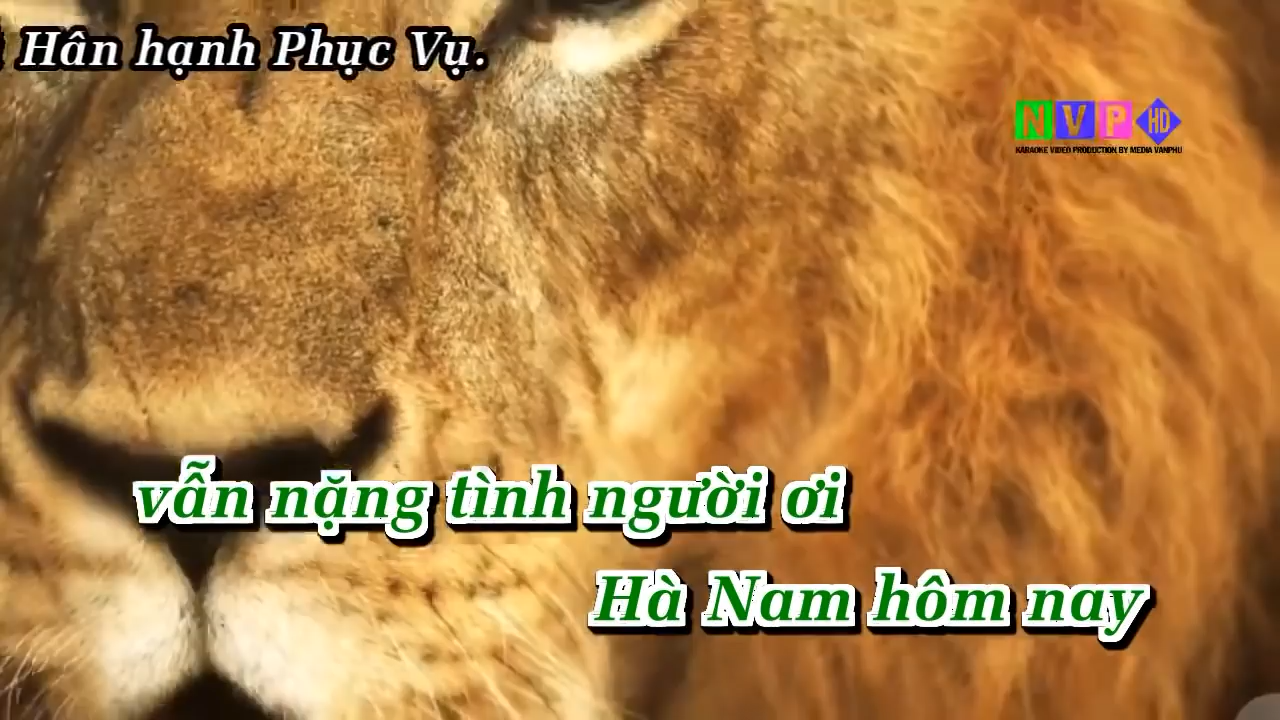 Hân hạnh Phục Vụ.
NVP HD
KARAOKE VIDEO PRODUCTION BY MEDIA VANPHU
vẫn nặng tình người ơi
Hà Nam hôm nay